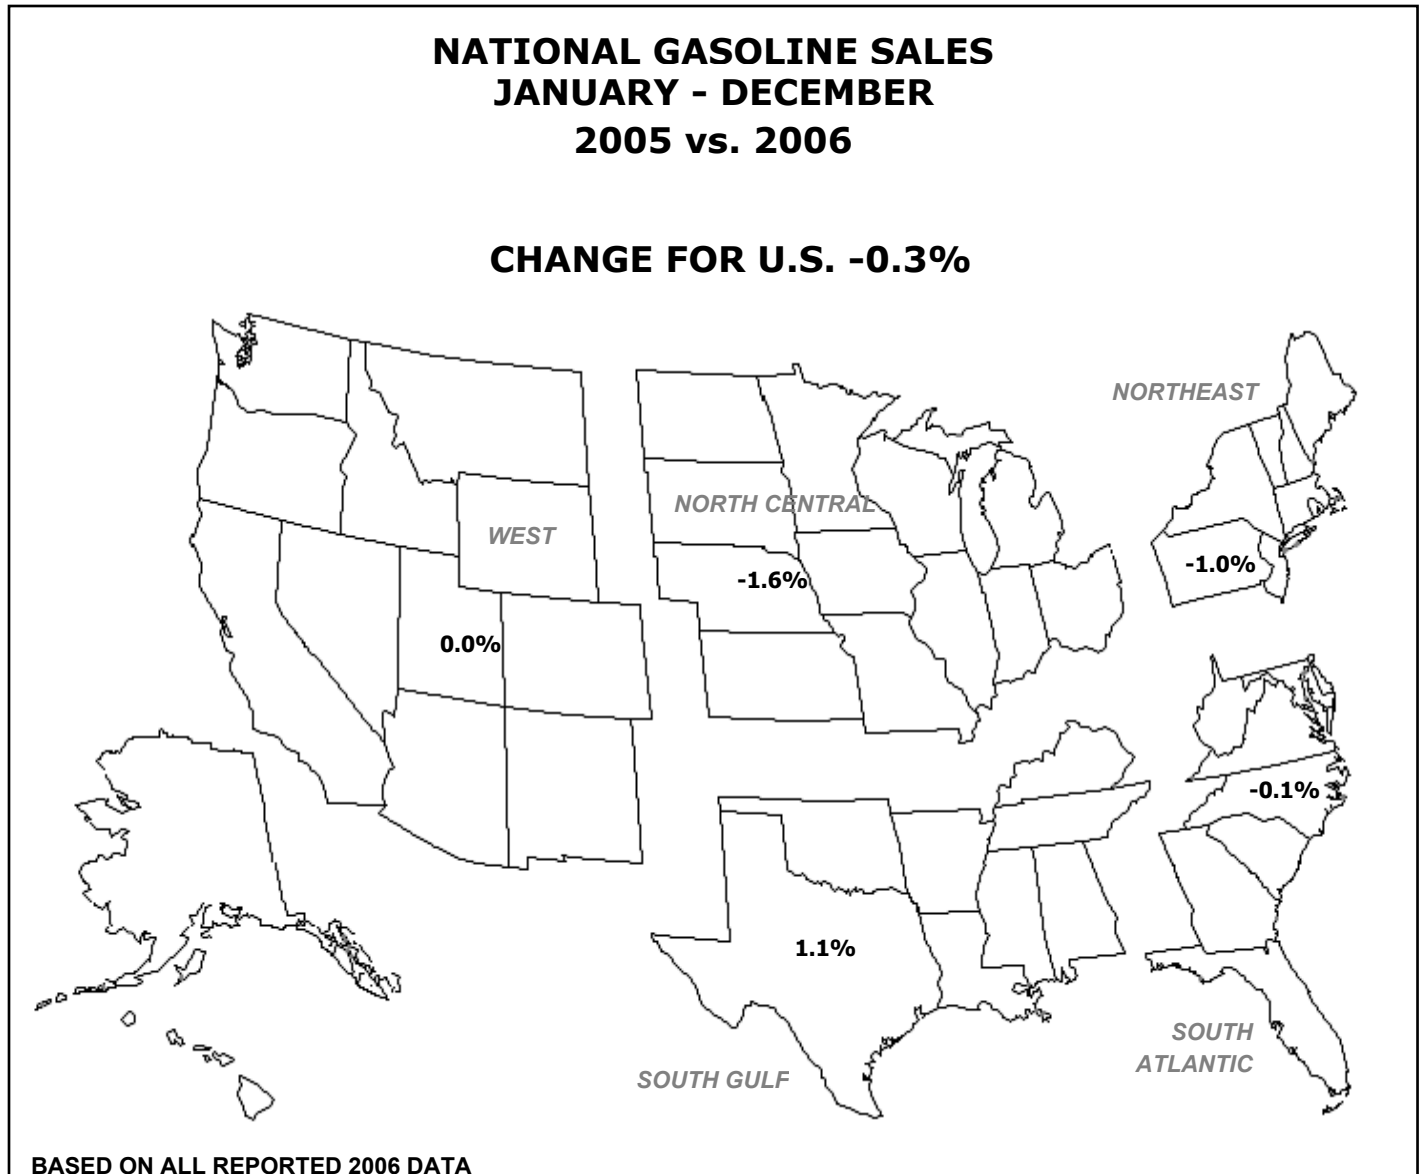 NATIONAL GASOLINE SALES
JANUARY - DECEMBER
2005 vs. 2006
CHANGE FOR U.S. -0.3%
NORTHEAST
NORTH CENTRAL
WEST
-1.0%
-1.6%
0.0%
-0.1%
1.1%
SOUTH
ATLANTIC
SOUTH GULF
BASED ON ALL REPORTED 2006 DATA